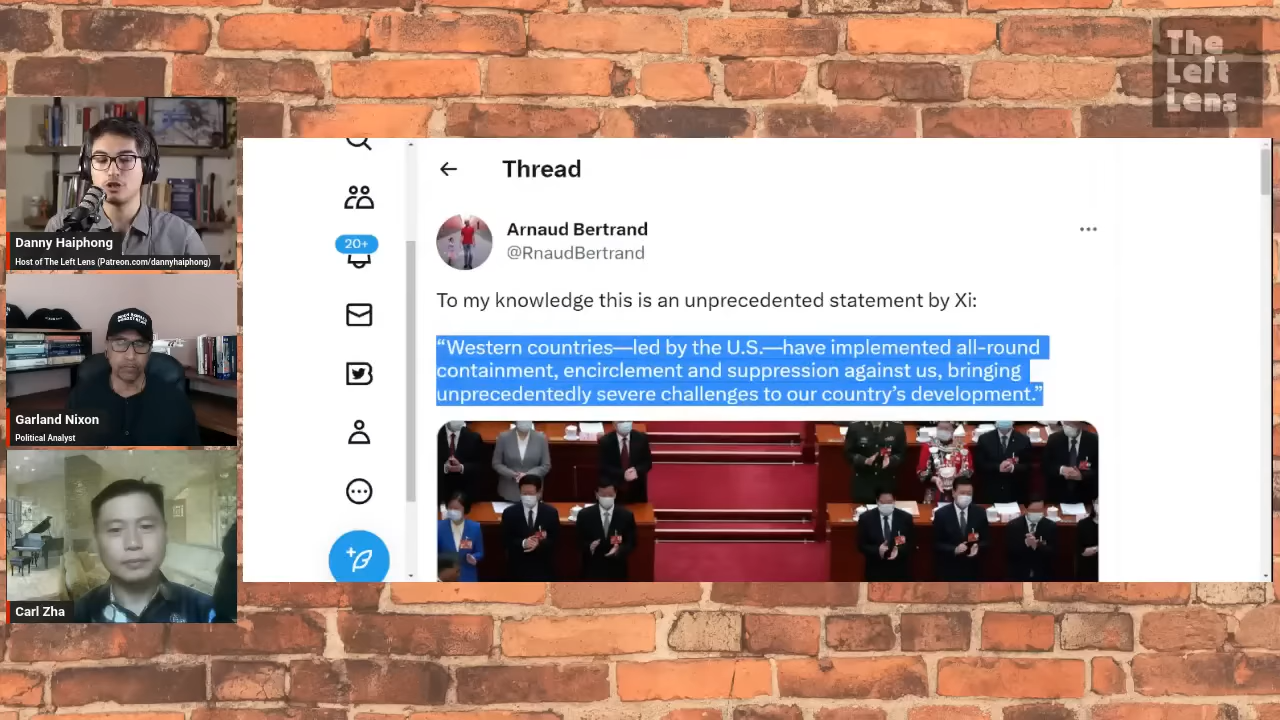 The
Left
Lens
Danny Haiphong
Host of The Left Lens (Patreon.com/dannyhaiphong)
Garland Nixon
Political Analyst
Carl Zha
20+
Thread
Arnaud Bertrand
@RnaudBertrand
To my knowledge this is an unprecedented statement by Xi:
“Western countries—led by the U.S.—have implemented all-round
containment, encirclement and suppression against us, bringing
unprecedentedly severe challenges to our country’s development.”